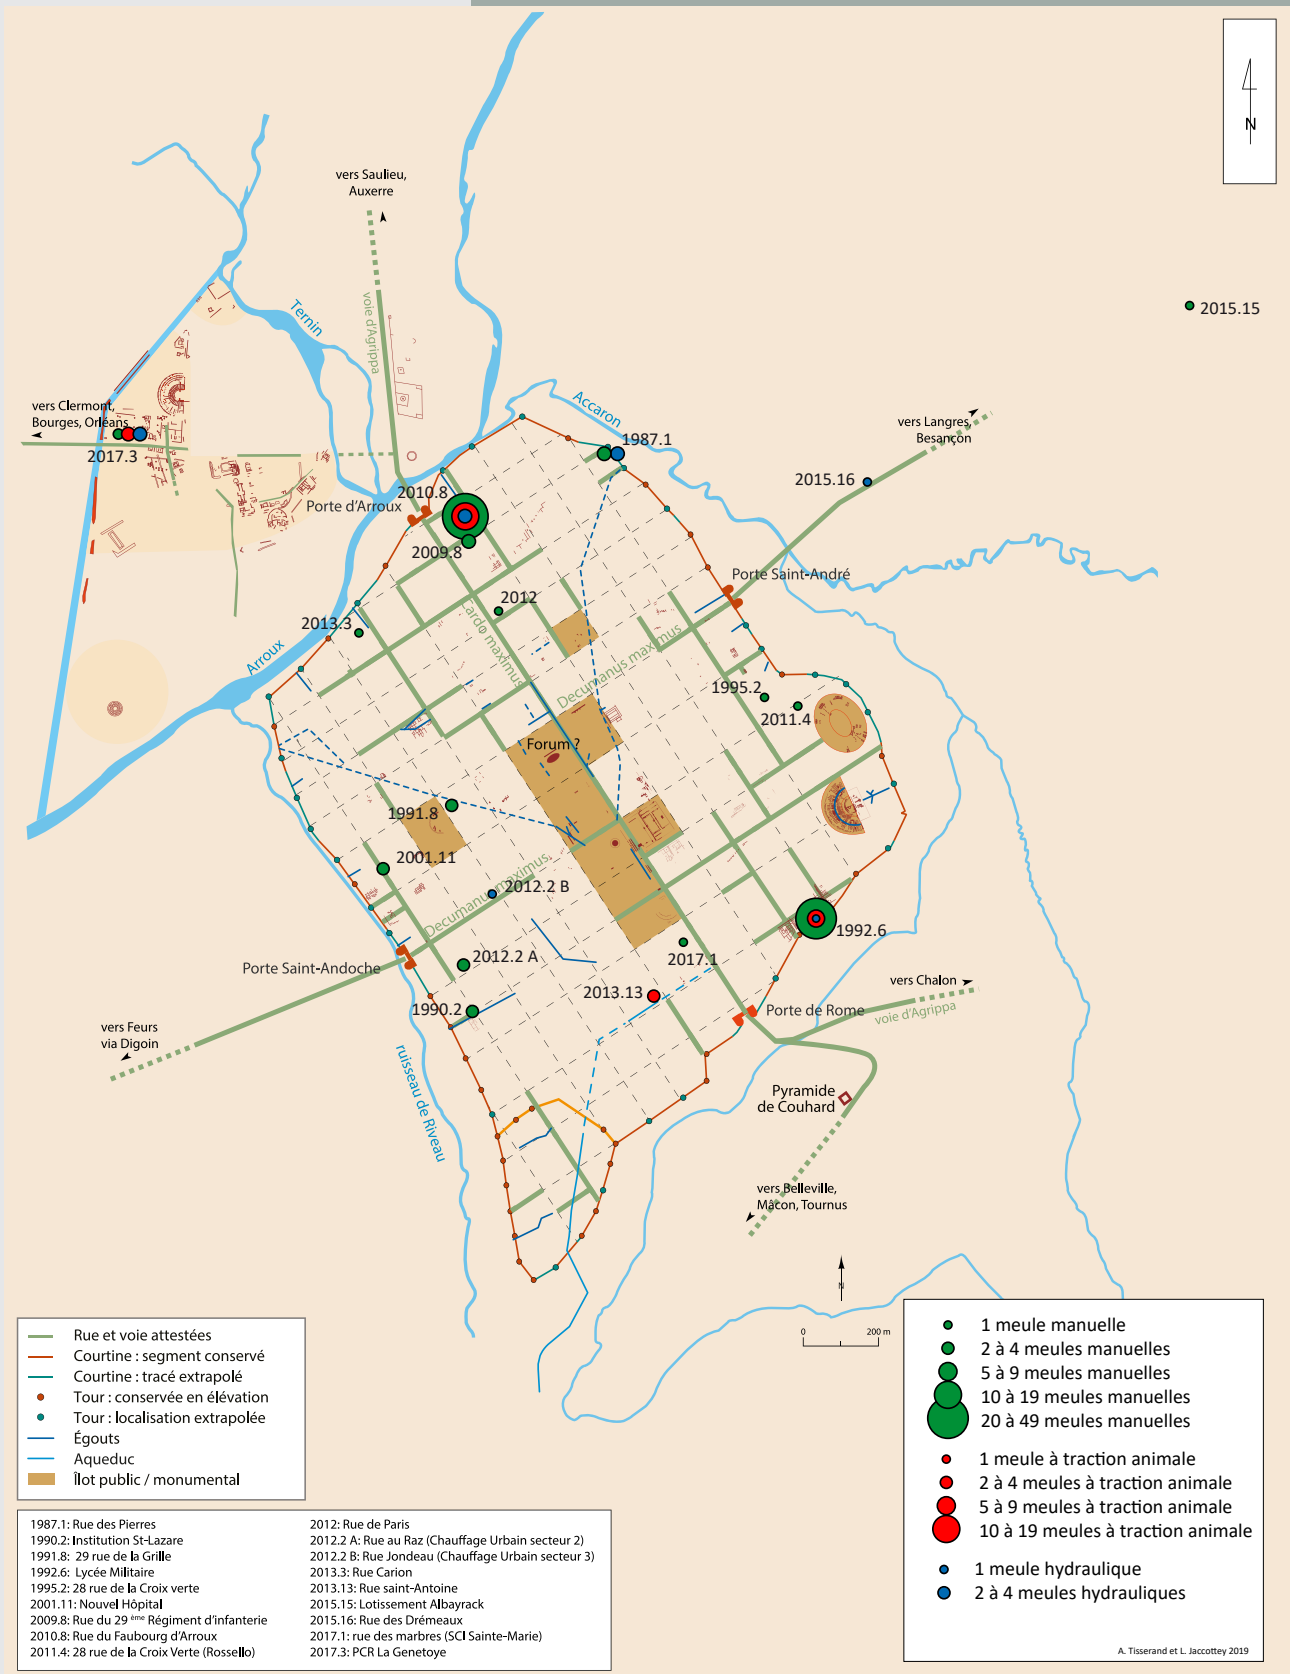 N
vers Saulieu,
Auxerre
voie d'Agrippa
Ternin
2015.15
Accaron
vers Clermont,
Bourges, Orléans
2017.3
vers Langres,
Besançon
1987.1
2015.16
2010.8
Porte d'Arroux
2009.8
Porte Saint-André
2012
2013.3
Cardo maximus
Arroux
Decumanus maximus
1995.2
2011.4
Forum ?
1991.8
2001.11
Decumanus maximus
2012.2 B
1992.6
2012.2 A
2017.1
Porte Saint-Andoche
2013.13
vers Chalon
1990.2
Porte de Rome
voie d'Agrippa
vers Feurs
via Digoin
ruisseau de Riveau
Pyramide
de Couhard
vers Belleville,
Mâcon, Tournus
N
0 200 m
Rue et voie attestées
Courtine : segment conservé
Courtine : tracé extrapolé
Tour : conservée en élévation
Tour : localisation extrapolée
Égouts
Aqueduc
Îlot public / monumental
1 meule manuelle
2 à 4 meules manuelles
5 à 9 meules manuelles
10 à 19 meules manuelles
20 à 49 meules manuelles
1 meule à traction animale
2 à 4 meules à traction animale
5 à 9 meules à traction animale
10 à 19 meules à traction animale
1 meule hydraulique
2 à 4 meules hydrauliques
A. Tisserand et L. Jaccottey 2019
1987.1: Rue des Pierres
1990.2: Institution St-Lazare
1991.8: 29 rue de la Grille
1992.6: Lycée Militaire
1995.2: 28 rue de la Croix verte
2001.11: Nouvel Hôpital
2009.8: Rue du 29 ème Régiment d'infanterie
2010.8: Rue du Faubourg d'Arroux
2011.4: 28 rue de la Croix Verte (Rossello)
2012: Rue de Paris
2012.2 A: Rue au Raz (Chauffage Urbain secteur 2)
2012.2 B: Rue Jondeau (Chauffage Urbain secteur 3)
2013.3: Rue Carion
2013.13: Rue saint-Antoine
2015.15: Lotissement Albayrack
2015.16: Rue des Drémeaux
2017.1: rue des marbres (SCI Sainte-Marie)
2017.3: PCR La Genetoye